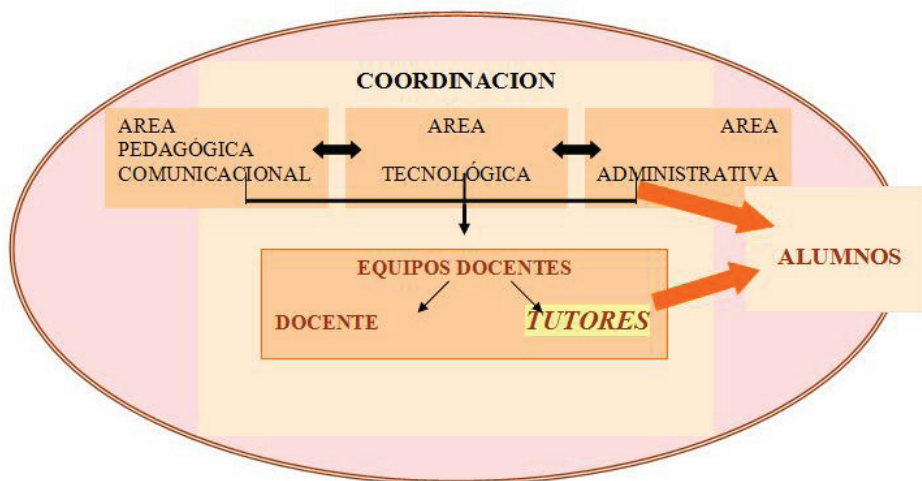 COORDINACION
AREA
PEDAGÓGICA
COMUNICACIONAL
AREA
TECNOLÓGICA
AREA
ADMINISTRATIVA
ALUMNOS
EQUIPOS DOCENTES
DOCENTE
TUTORES